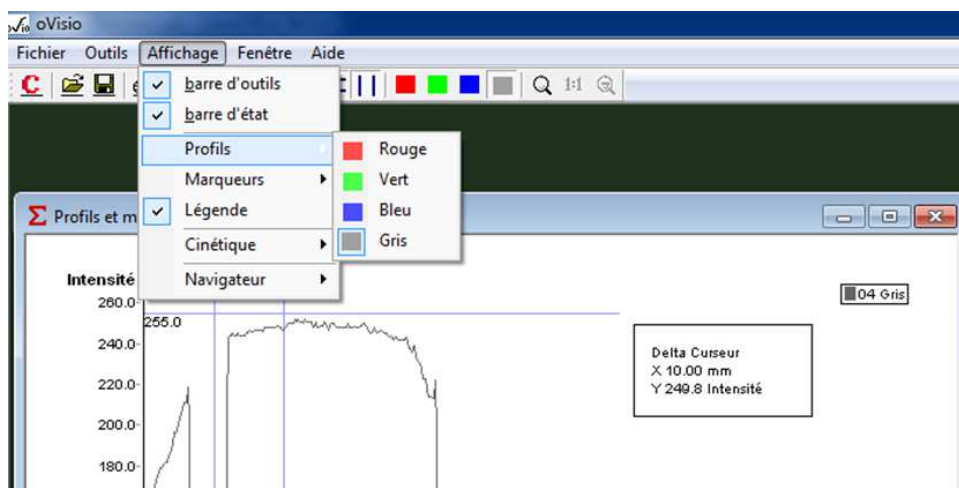 oVisio
Fichier Outils Affichage Fenêtre Aide
C 1:1
barre d'outils
barre d'état
Profils
Rouge
Marqueurs
Vert
Légende
Bleu
Cinétique
Gris
Navigateur
Σ Profils et m
Intensité
04 Gris
260.0
255.0
240.0
220.0
200.0
180.0
Delta Curseur
X 10.00 mm
Y 249.8 Intensité